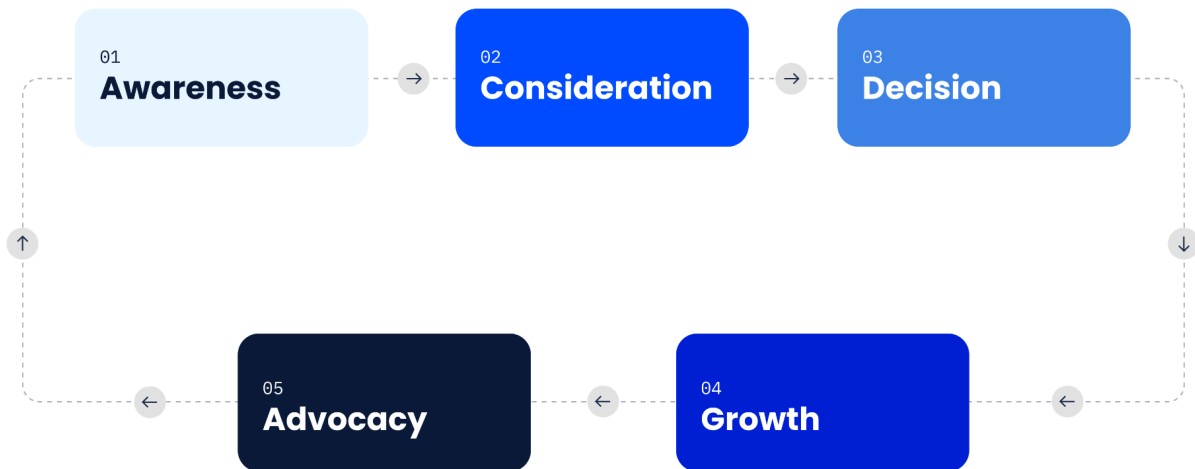 01
Awareness
02
Consideration
03
Decision
04
Growth
05
Advocacy